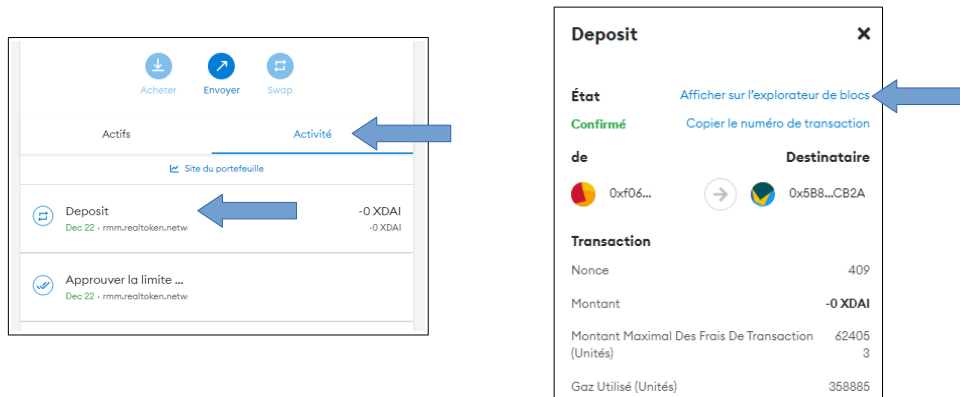 Acheter
Envoyer
Swap
Actifs
Activité
Site du portefeuille
Deposit
-0 XDAI
Dec 22 · rmm.realtoken.netw
-0 XDAI
Approuver la limite ...
Dec 22 · rmm.realtoken.netw
Deposit
État
Afficher sur l'explorateur de blocs
Confirmé
Copier le numéro de transaction
de
Destinataire
0xf06...
0x5B8...CB2A
Transaction
Nonce
409
Montant
-0 XDAI
Montant Maximal Des Frais De Transaction
62405
(Unités)
3
Gaz Utilisé (Unités)
358885